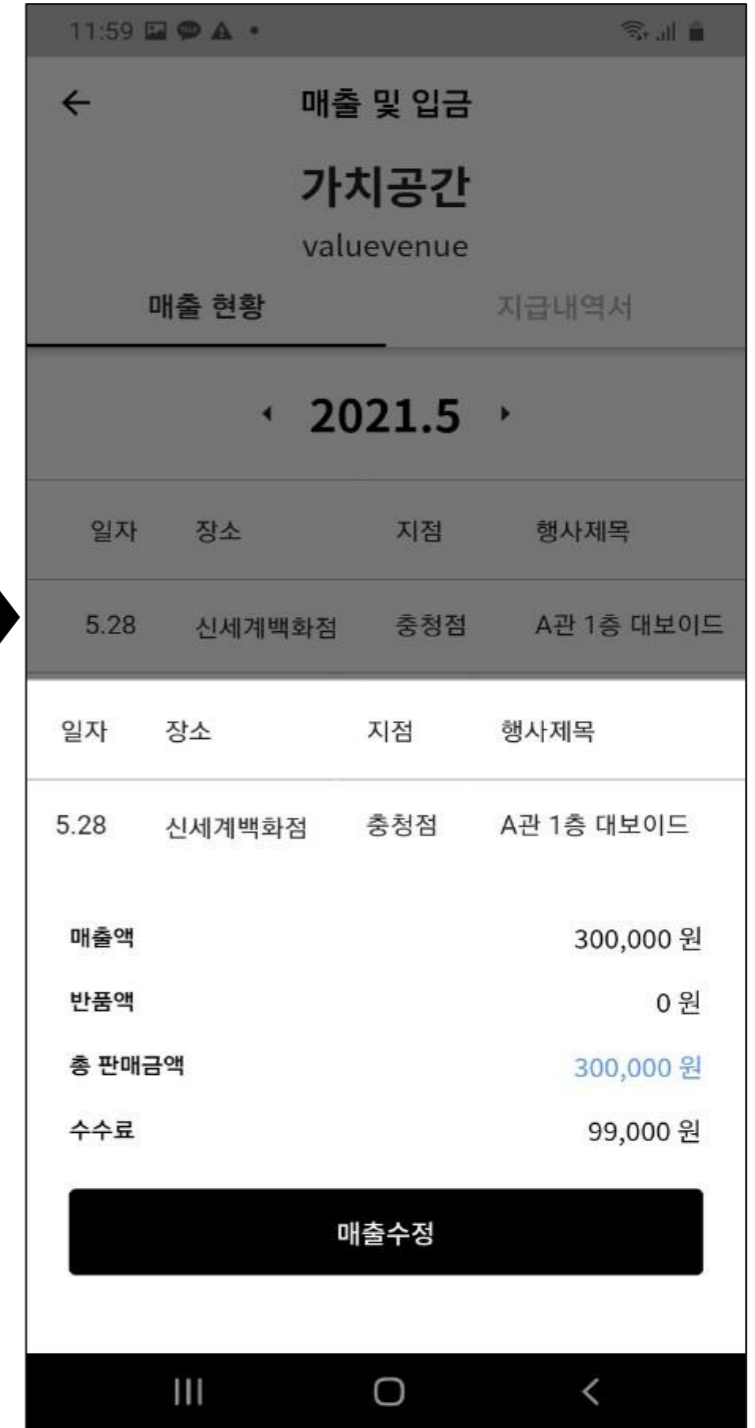 11:59
매출 및 입금
가치공간
valuevenue
매출 현황 지급내역서
2021.5
일자 장소 지점 행사제목
5.28 신세계백화점 충청점 A관 1층 대보이드
일자 장소 지점 행사제목
5.28 신세계백화점 충청점 A관 1층 대보이드
매출액 300,000 원
반품액 0 원
총 판매금액 300,000 원
수수료 99,000 원
매출수정